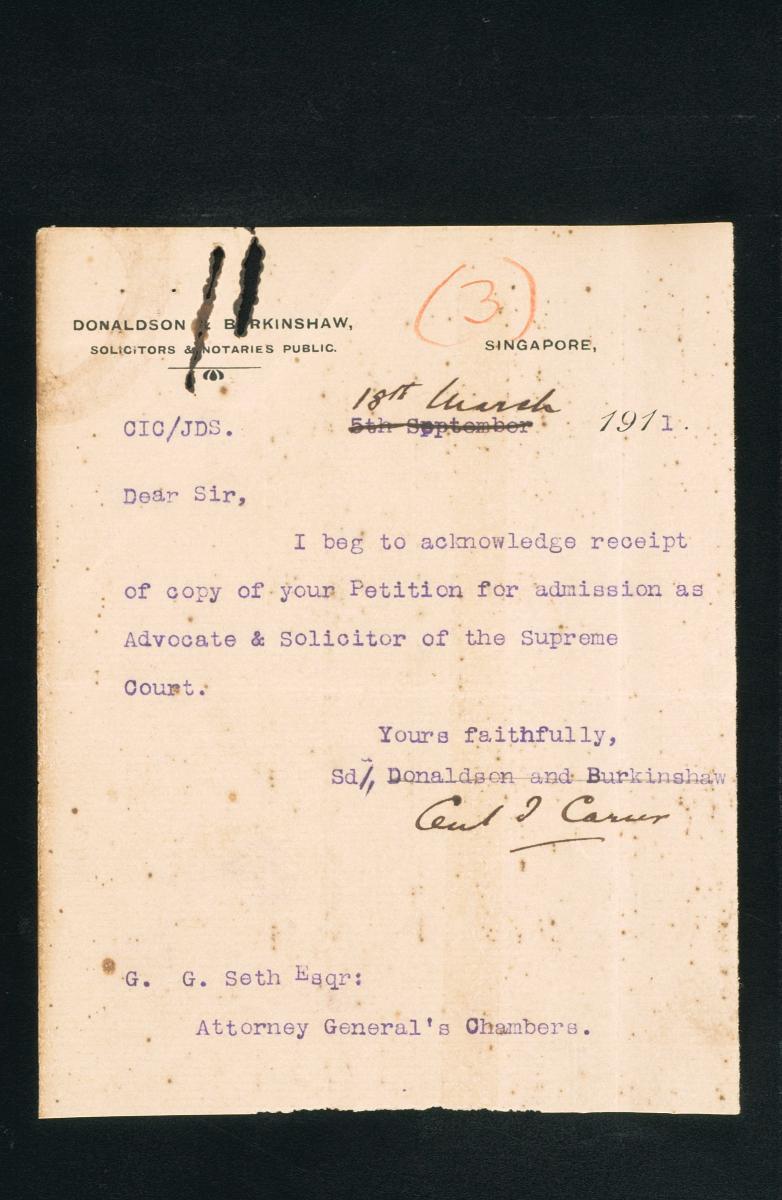 (3)
DONALDSON & BURKINSHAW,
SOLICITORS & NOTARIES PUBLIC.
SINGAPORE,
18th March
CIC/JDS. 5th September 1911.
Dear Sir,
I beg to acknowledge receipt
of copy of your Petition for admission as
Advocate & Solicitor of the Supreme
Court.
Yours faithfully,
Sd/, Donaldson and Burkinshaw
G. G. Seth Esqr:
Attorney General's Chambers.